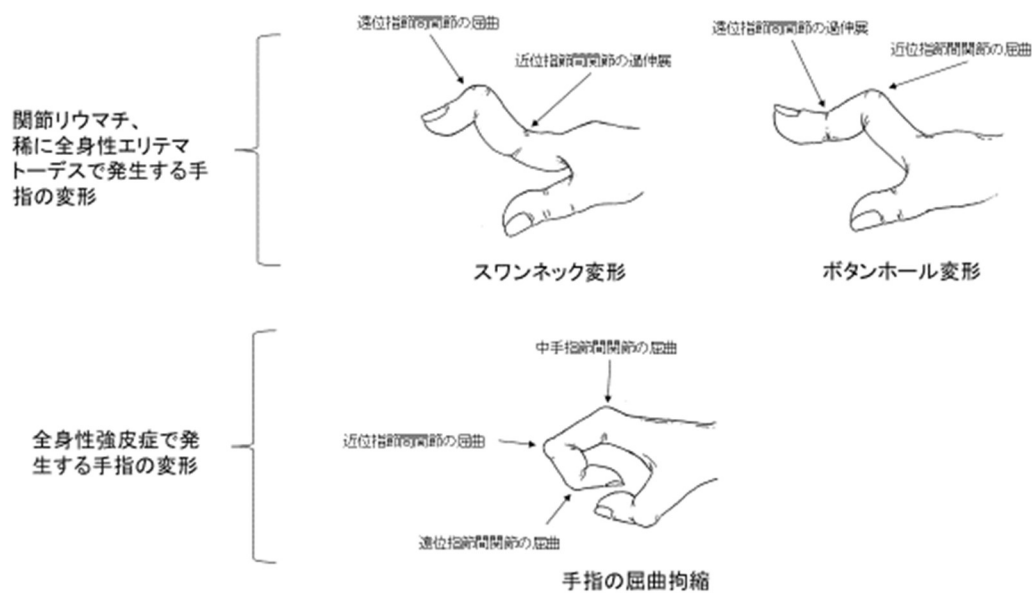 遠位指節間関節の屈曲
近位指節間関節の過伸展
遠位指節間関節の過伸展
近位指節間関節の屈曲
関節リウマチ、
稀に全身性エリテマ
トーデスで発生する手
指の変形
スワンネック変形
ボタンホール変形
中手指節間関節の屈曲
近位指節間関節の屈曲
全身性強皮症で発
生する手指の変形
遠位指節間関節の屈曲
手指の屈曲拘縮